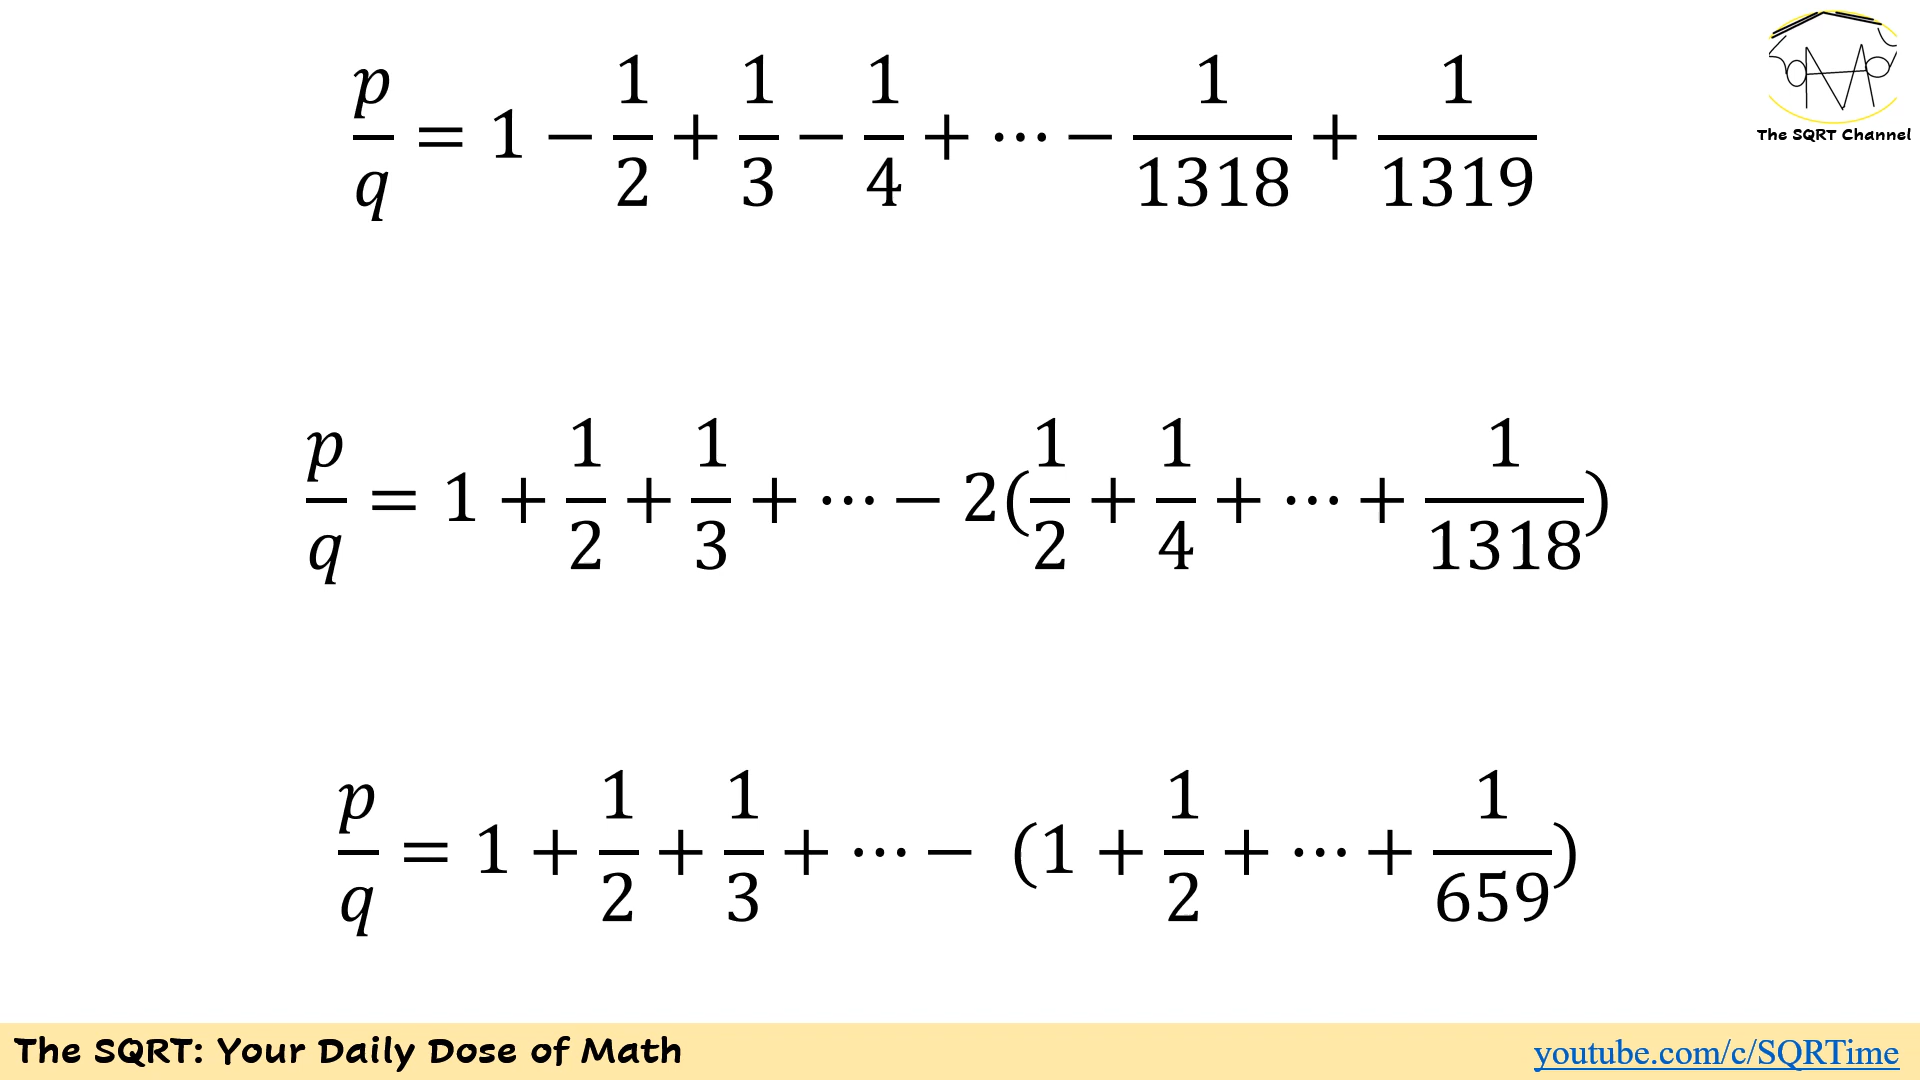 p/q = 1 − 1/2 + 1/3 − 1/4 + ⋯ − 1/1318 + 1/1319
The SQRT Channel
p/q = 1 + 1/2 + 1/3 + ⋯ − 2(1/2 + 1/4 + ⋯ + 1/1318)
p/q = 1 + 1/2 + 1/3 + ⋯ − (1 + 1/2 + ⋯ + 1/659)
The SQRT: Your Daily Dose of Math
youtube.com/c/SQRTime